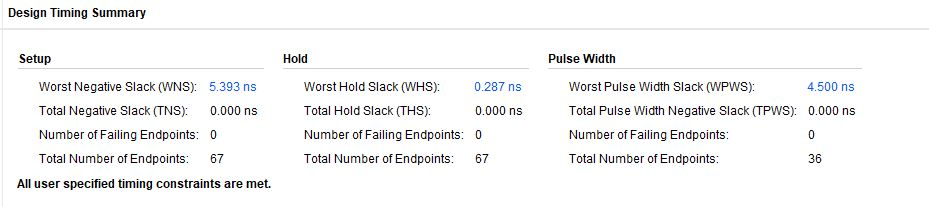 Design Timing Summary
Setup Hold Pulse Width
Worst Negative Slack (WNS): 5.393 ns Worst Hold Slack (WHS): 0.287 ns Worst Pulse Width Slack (WPWS): 4.500 ns
Total Negative Slack (TNS): 0.000 ns Total Hold Slack (THS): 0.000 ns Total Pulse Width Negative Slack (TPWS): 0.000 ns
Number of Failing Endpoints: 0 Number of Failing Endpoints: 0 Number of Failing Endpoints: 0
Total Number of Endpoints: 67 Total Number of Endpoints: 67 Total Number of Endpoints: 36
All user specified timing constraints are met.